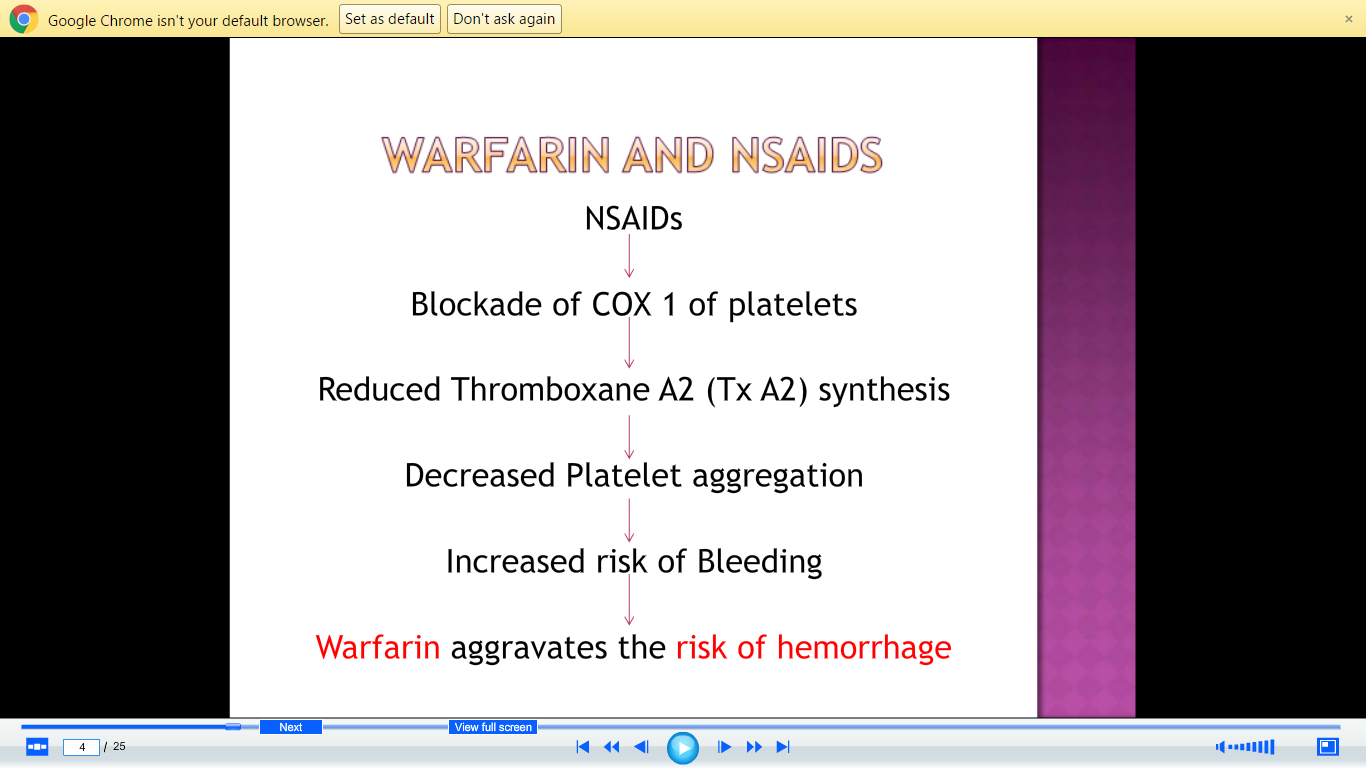 Google Chrome isn't your default browser. Set as default Don't ask again
WARFARIN AND NSAIDS
NSAIDs
Blockade of COX 1 of platelets
Reduced Thromboxane A2 (Tx A2) synthesis
Decreased Platelet aggregation
Increased risk of Bleeding
Warfarin aggravates the risk of hemorrhage
Next View full screen
4 / 25